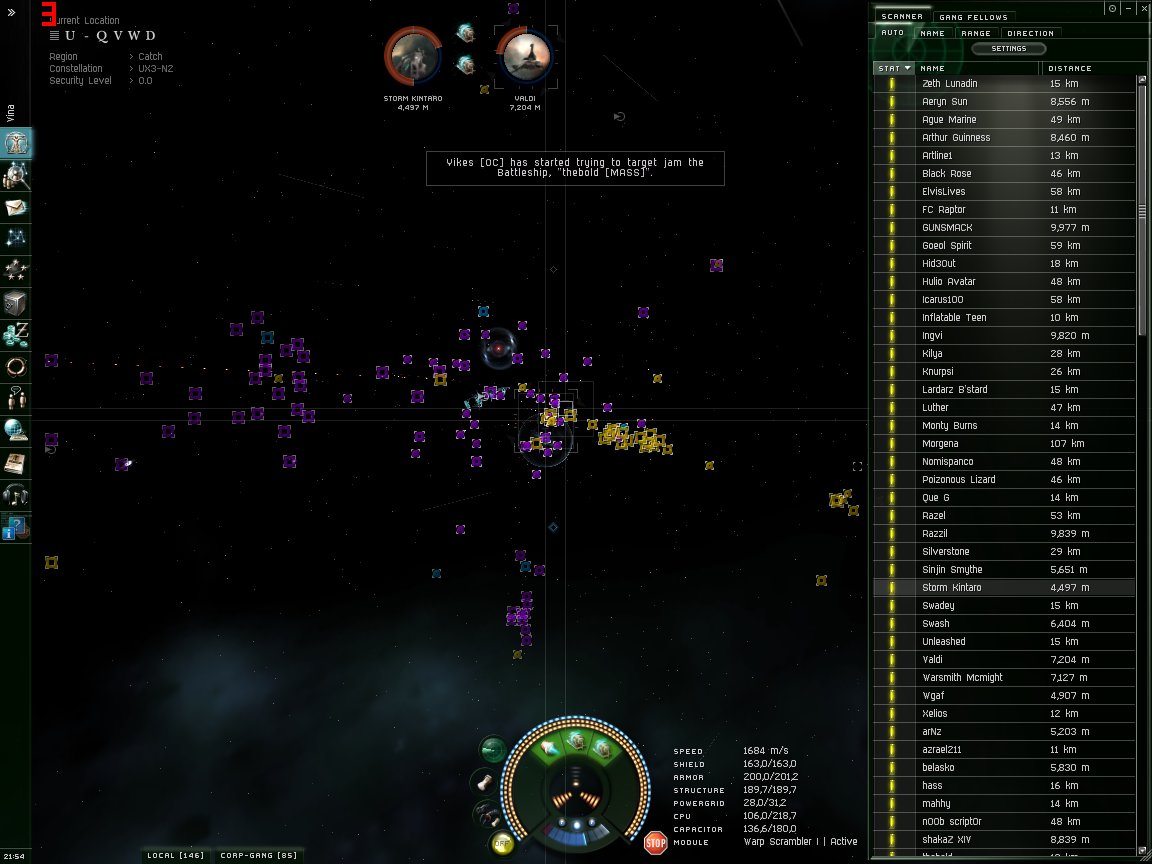 3
Current Location
U-QVWD
Region > Catch
Constellation > UX3-N2
Security Level > 0.0
Vina
STORM KINTARO
4,497 M
VALDI
7,204 M
Yikes [OC] has started trying to target jam the
Battleship, "thebold [MASS]".
SCANNER GANG FELLOWS
AUTO NAME RANGE DIRECTION
SETTINGS
STAT NAME DISTANCE
Zeth Lunadin 15 km
Aeryn Sun 8,556 m
Ague Marine 49 km
Arthur Guinness 8,460 m
Artline1 13 km
Black Rose 46 km
ElvisLives 58 km
FC Raptor 11 km
GUNSMACK 9,977 m
Goeol Spirit 59 km
Hid3Out 18 km
Hulio Avatar 48 km
Icarus100 58 km
Inflatable Teen 10 km
Ingvi 9,820 m
Kilya 28 km
Knurpsi 26 km
Lardarz B'stard 15 km
Luther 47 km
Monty Burns 14 km
Morgena 107 km
Nomispanco 48 km
Poizonous Lizard 46 km
Que G 14 km
Razel 53 km
Razzil 9,839 m
Silverstone 29 km
Sinjin Smythe 5,651 m
Storm Kintaro 4,497 m
Swadey 15 km
Swash 6,404 m
Unleashed 15 km
Valdi 7,204 m
Warsmith Mcmight 7,127 m
Wgaf 4,907 m
Xelios 12 km
arNz 5,203 m
azrael211 11 km
belasko 5,830 m
hass 16 km
mahhy 14 km
n00b script0r 48 km
shakaZ XIV 8,839 m
SPEED 1684 m/s
SHIELD 163,0/163,0
ARMOR 200,0/201,2
STRUCTURE 189,7/189,7
POWERGRID 28,0/31,2
CPU 106,0/218,7
CAPACITOR 136,6/180,0
MODULE Warp Scrambler I | Active
OFF
STOP
21:54
LOCAL [146] CORP-GANG [85]